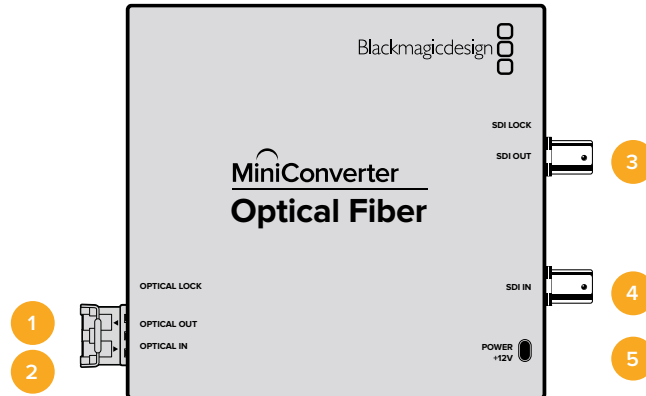 Blackmagicdesign
SDI LOCK
SDI OUT
3
MiniConverter
Optical Fiber
OPTICAL LOCK
SDI IN
4
1
OPTICAL OUT
OPTICAL IN
2
POWER
+12V
5